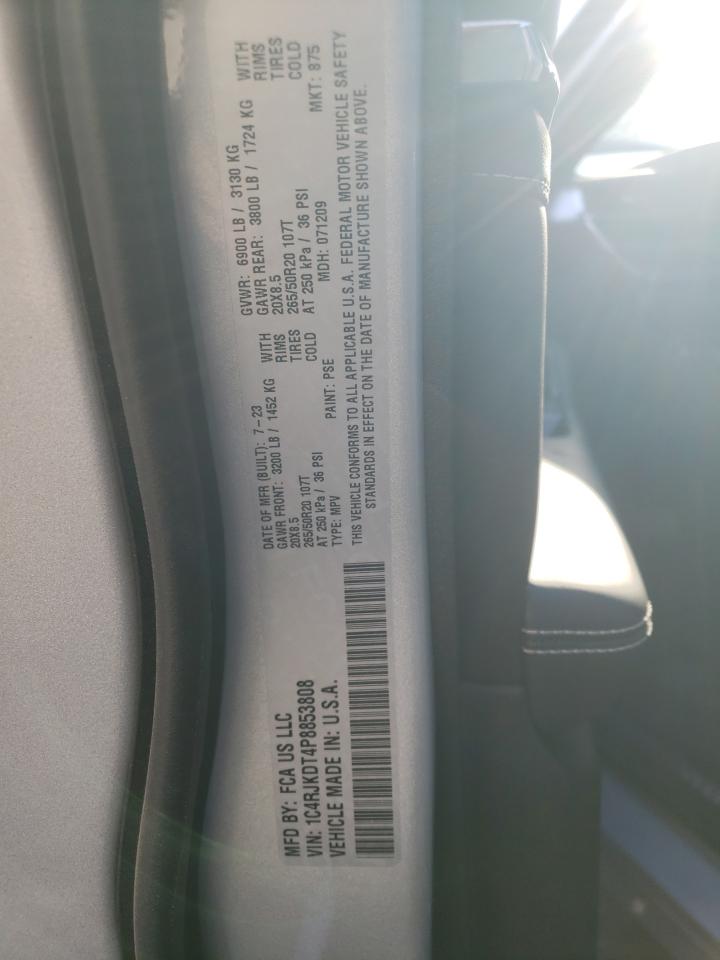 MFD BY: FCA US LLC
VIN: 1C4RJKDT4P8853808
VEHICLE MADE IN: U.S.A.
DATE OF MFR (BUILT): 7-23
GAWR FRONT: 3200 LB / 1452 KG WITH
20X8.5 RIMS
265/50R20 107T TIRES
AT 250 kPa / 36 PSI COLD
TYPE: MPV PAINT: PSE
GVWR: 6900 LB / 3130 KG
GAWR REAR: 3800 LB / 1724 KG WITH
20X8.5 RIMS
265/50R20 107T TIRES
AT 250 kPa / 36 PSI COLD
MDH: 071209 MKT: 875
THIS VEHICLE CONFORMS TO ALL APPLICABLE U.S.A. FEDERAL MOTOR VEHICLE SAFETY
STANDARDS IN EFFECT ON THE DATE OF MANUFACTURE SHOWN ABOVE.